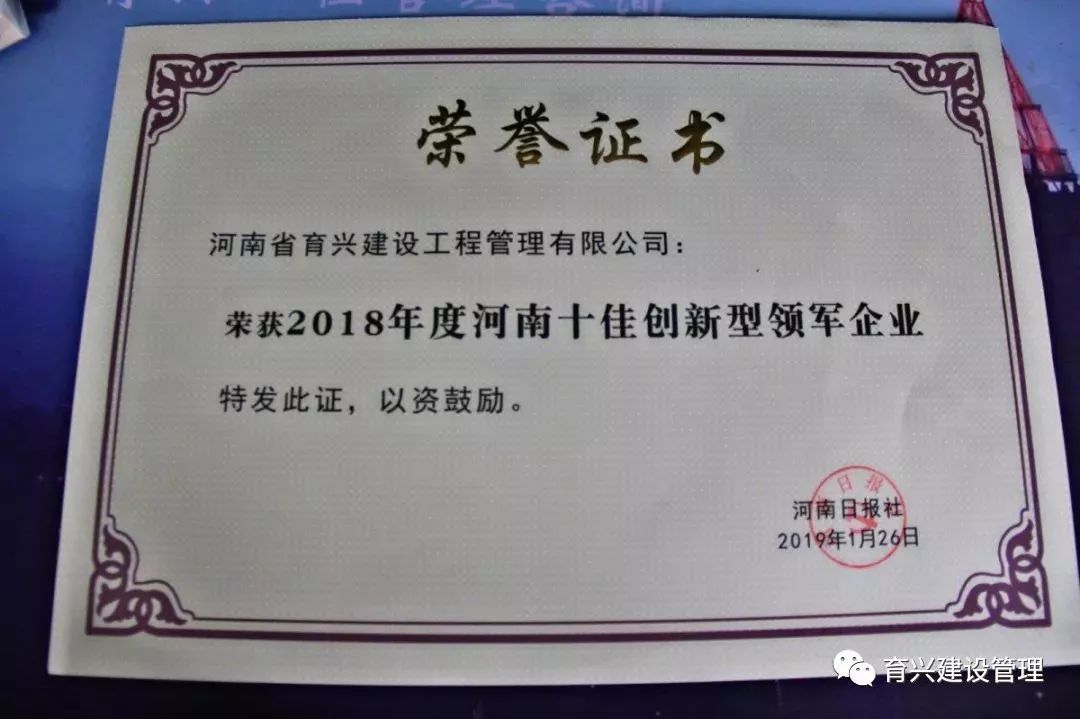 荣誉证书
河南省育兴建设工程管理有限公司：
荣获2018年度河南十佳创新型领军企业
特发此证，以资鼓励。
日报
河南日报社
2019年1月26日
育兴建设管理